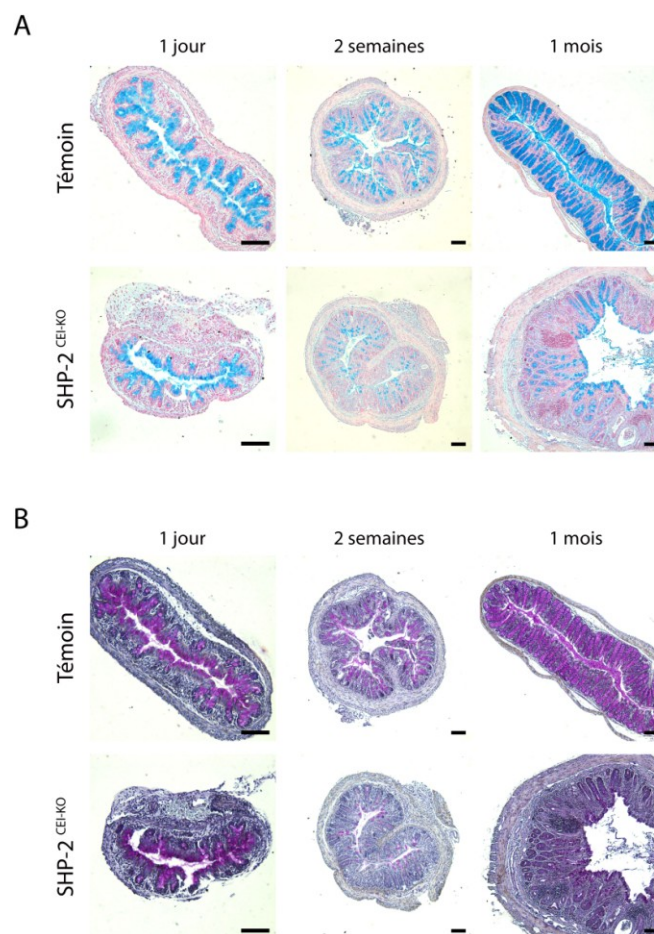 A
1 jour 2 semaines 1 mois
Témoin
SHP-2 CEI-KO
B
1 jour 2 semaines 1 mois
Témoin
SHP-2 CEI-KO